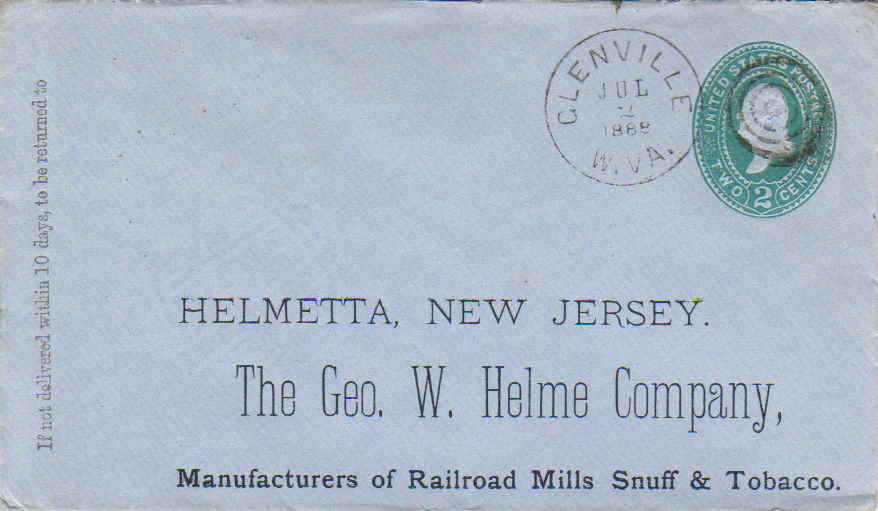 If not delivered within 10 days, to be returned to
GLENVILLE
JUL
2
1888
W.VA.
UNITED STATES POSTAGE
TWO 2 CENTS
HELMETTA, NEW JERSEY.
The Geo. W. Helme Company,
Manufacturers of Railroad Mills Snuff & Tobacco.